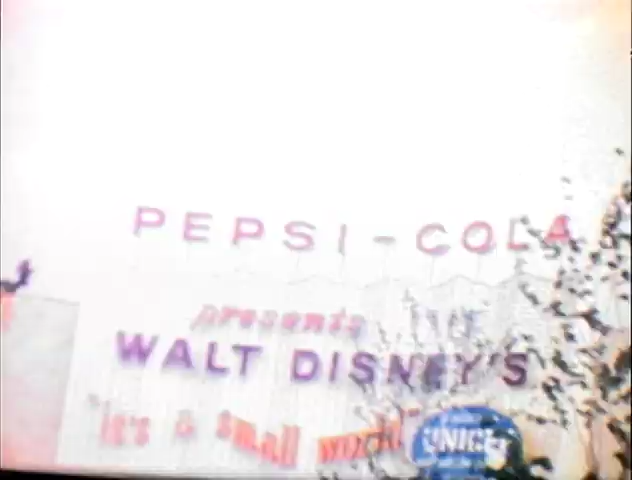 PEPSI-COLA
presents
WALT DISNEY'S
"it's a small world"
UNICEF